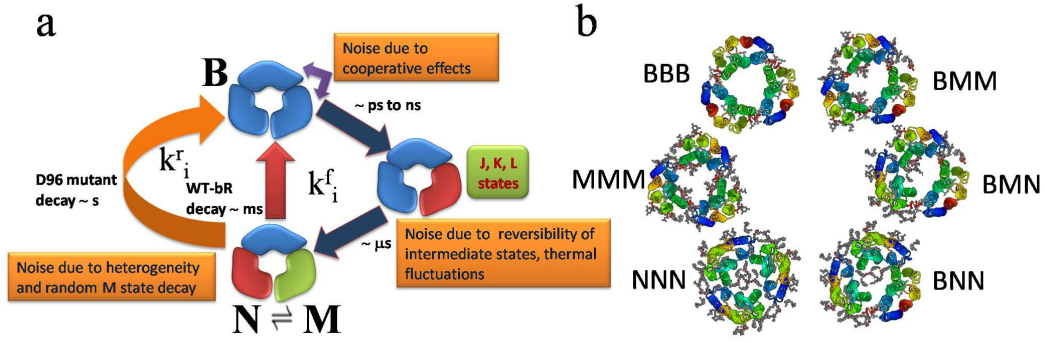 a
B
Noise due to
cooperative effects
~ ps to ns
J, K, L
states
k^r_i
k^f_i
D96 mutant
decay ~ s
WT-bR
decay ~ ms
~ μs
Noise due to reversibility of
intermediate states, thermal
fluctuations
Noise due to heterogeneity
and random M state decay
N ⇌ M
b
BBB
BMM
MMM
BMN
NNN
BNN